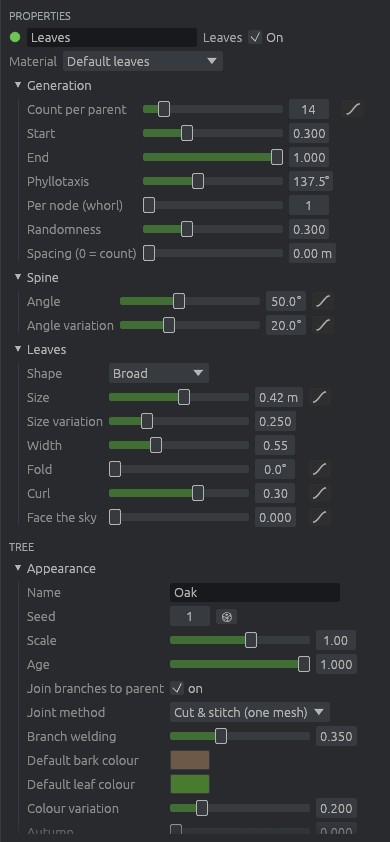 PROPERTIES
Leaves Leaves On
Material Default leaves
Generation
Count per parent 14
Start 0.300
End 1.000
Phyllotaxis 137.5°
Per node (whorl) 1
Randomness 0.300
Spacing (0 = count) 0.00 m
Spine
Angle 50.0°
Angle variation 20.0°
Leaves
Shape Broad
Size 0.42 m
Size variation 0.250
Width 0.55
Fold 0.0°
Curl 0.30
Face the sky 0.000
TREE
Appearance
Name Oak
Seed 1
Scale 1.00
Age 1.000
Join branches to parent on
Joint method Cut & stitch (one mesh)
Branch welding 0.350
Default bark colour
Default leaf colour
Colour variation 0.200
Autumn 0.000